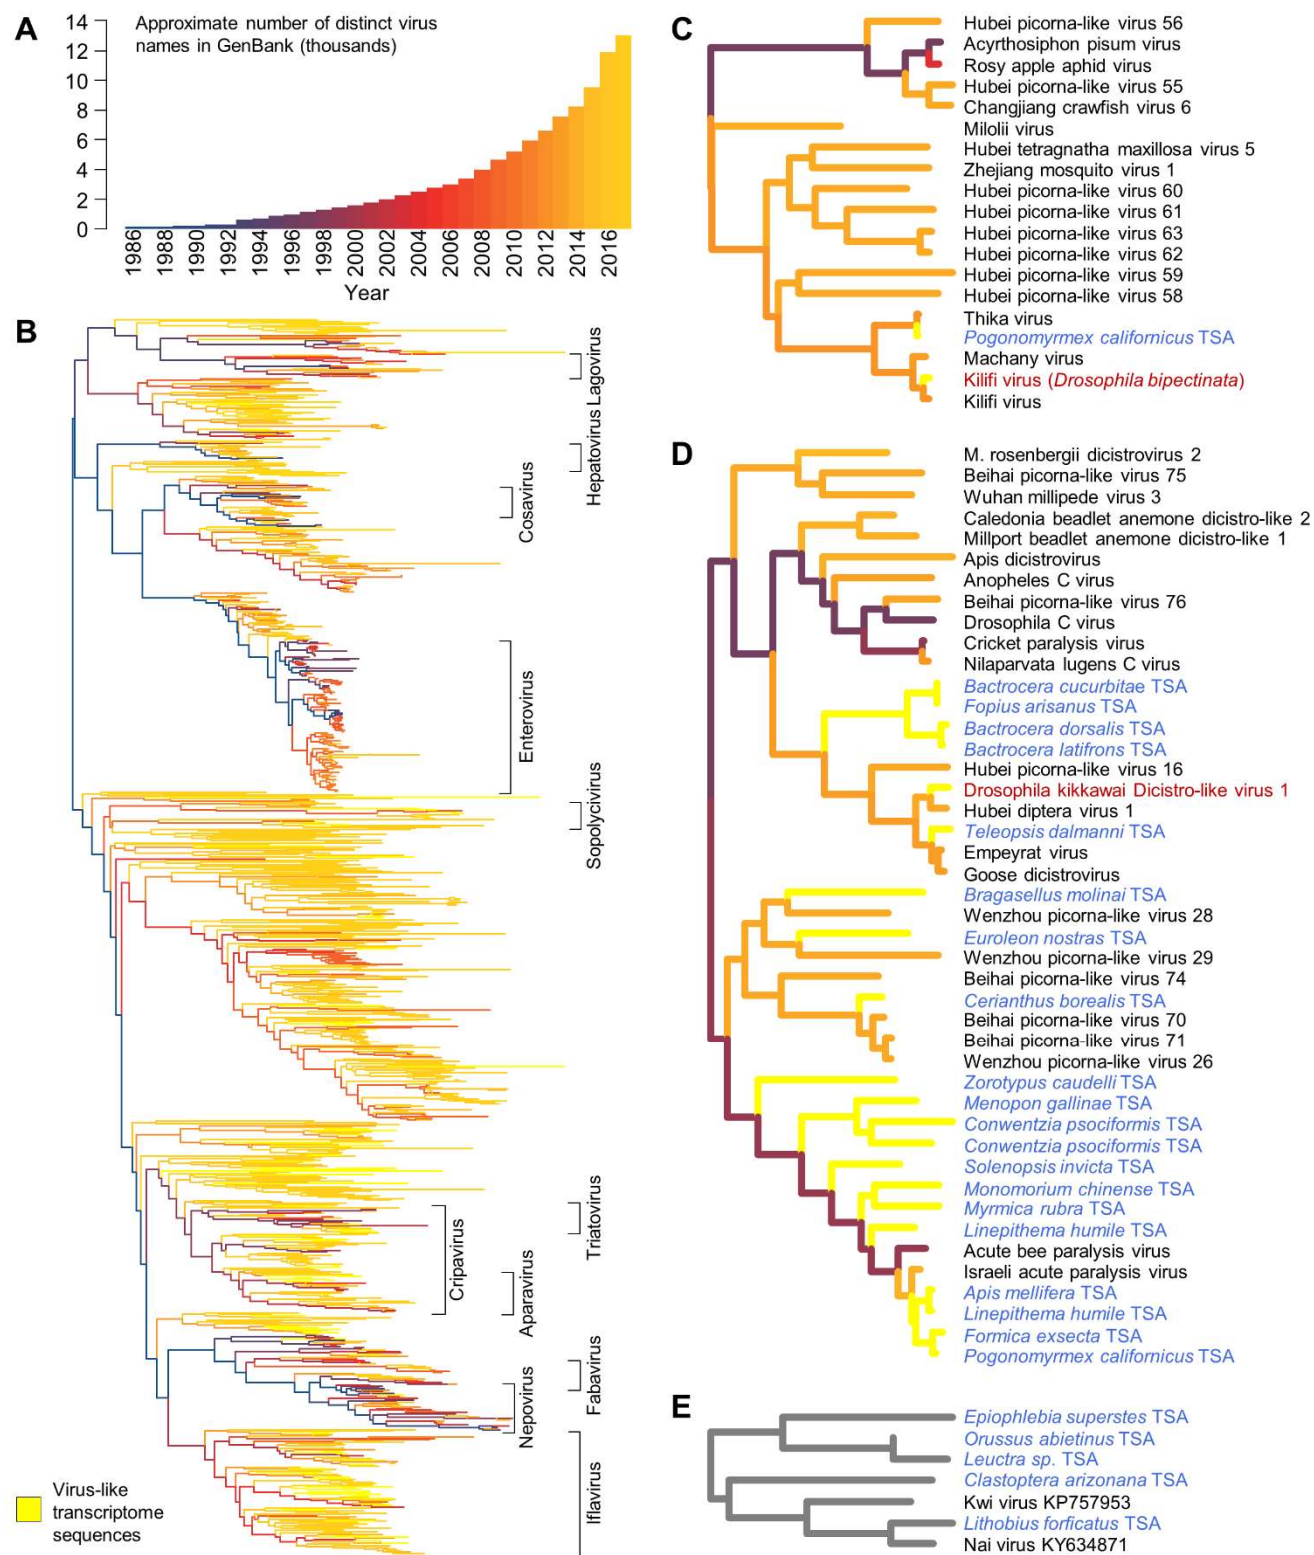 A
Approximate number of distinct virus
names in GenBank (thousands)
14
12
10
8
6
4
2
0
1986
1988
1990
1992
1994
1996
1998
2000
2002
2004
2006
2008
2010
2012
2014
2016
Year
B
Lagovirus
Hepatovirus
Cosavirus
Enterovirus
Sopolycivirus
Triatovirus
Cripavirus
Aparavirus
Fabavirus
Nepovirus
Iflavirus
Virus-like
transcriptome
sequences
C
Hubei picorna-like virus 56
Acyrthosiphon pisum virus
Rosy apple aphid virus
Hubei picorna-like virus 55
Changjiang crawfish virus 6
Milolii virus
Hubei tetragnatha maxillosa virus 5
Zhejiang mosquito virus 1
Hubei picorna-like virus 60
Hubei picorna-like virus 61
Hubei picorna-like virus 63
Hubei picorna-like virus 62
Hubei picorna-like virus 59
Hubei picorna-like virus 58
Thika virus
Pogonomyrmex californicus TSA
Machany virus
Kilifi virus (Drosophila bipectinata)
Kilifi virus
D
M. rosenbergii dicistrovirus 2
Beihai picorna-like virus 75
Wuhan millipede virus 3
Caledonia beadlet anemone dicistro-like 2
Millport beadlet anemone dicistro-like 1
Apis dicistrovirus
Anopheles C virus
Beihai picorna-like virus 76
Drosophila C virus
Cricket paralysis virus
Nilaparvata lugens C virus
Bactrocera cucurbitae TSA
Fopius arisanus TSA
Bactrocera dorsalis TSA
Bactrocera latifrons TSA
Hubei picorna-like virus 16
Drosophila kikkawai Dicistro-like virus 1
Hubei diptera virus 1
Teleopsis dalmanni TSA
Empeyrat virus
Goose dicistrovirus
Bragasellus molinai TSA
Wenzhou picorna-like virus 28
Euroleon nostras TSA
Wenzhou picorna-like virus 29
Beihai picorna-like virus 74
Cerianthus borealis TSA
Beihai picorna-like virus 70
Beihai picorna-like virus 71
Wenzhou picorna-like virus 26
Zorotypus caudelli TSA
Menopon gallinae TSA
Conwentzia psociformis TSA
Conwentzia psociformis TSA
Solenopsis invicta TSA
Monomorium chinense TSA
Myrmica rubra TSA
Linepithema humile TSA
Acute bee paralysis virus
Israeli acute paralysis virus
Apis mellifera TSA
Linepithema humile TSA
Formica exsecta TSA
Pogonomyrmex californicus TSA
E
Epiophlebia superstes TSA
Orussus abietinus TSA
Leuctra sp. TSA
Clastoptera arizonana TSA
Kwi virus KP757953
Lithobius forficatus TSA
Nai virus KY634871